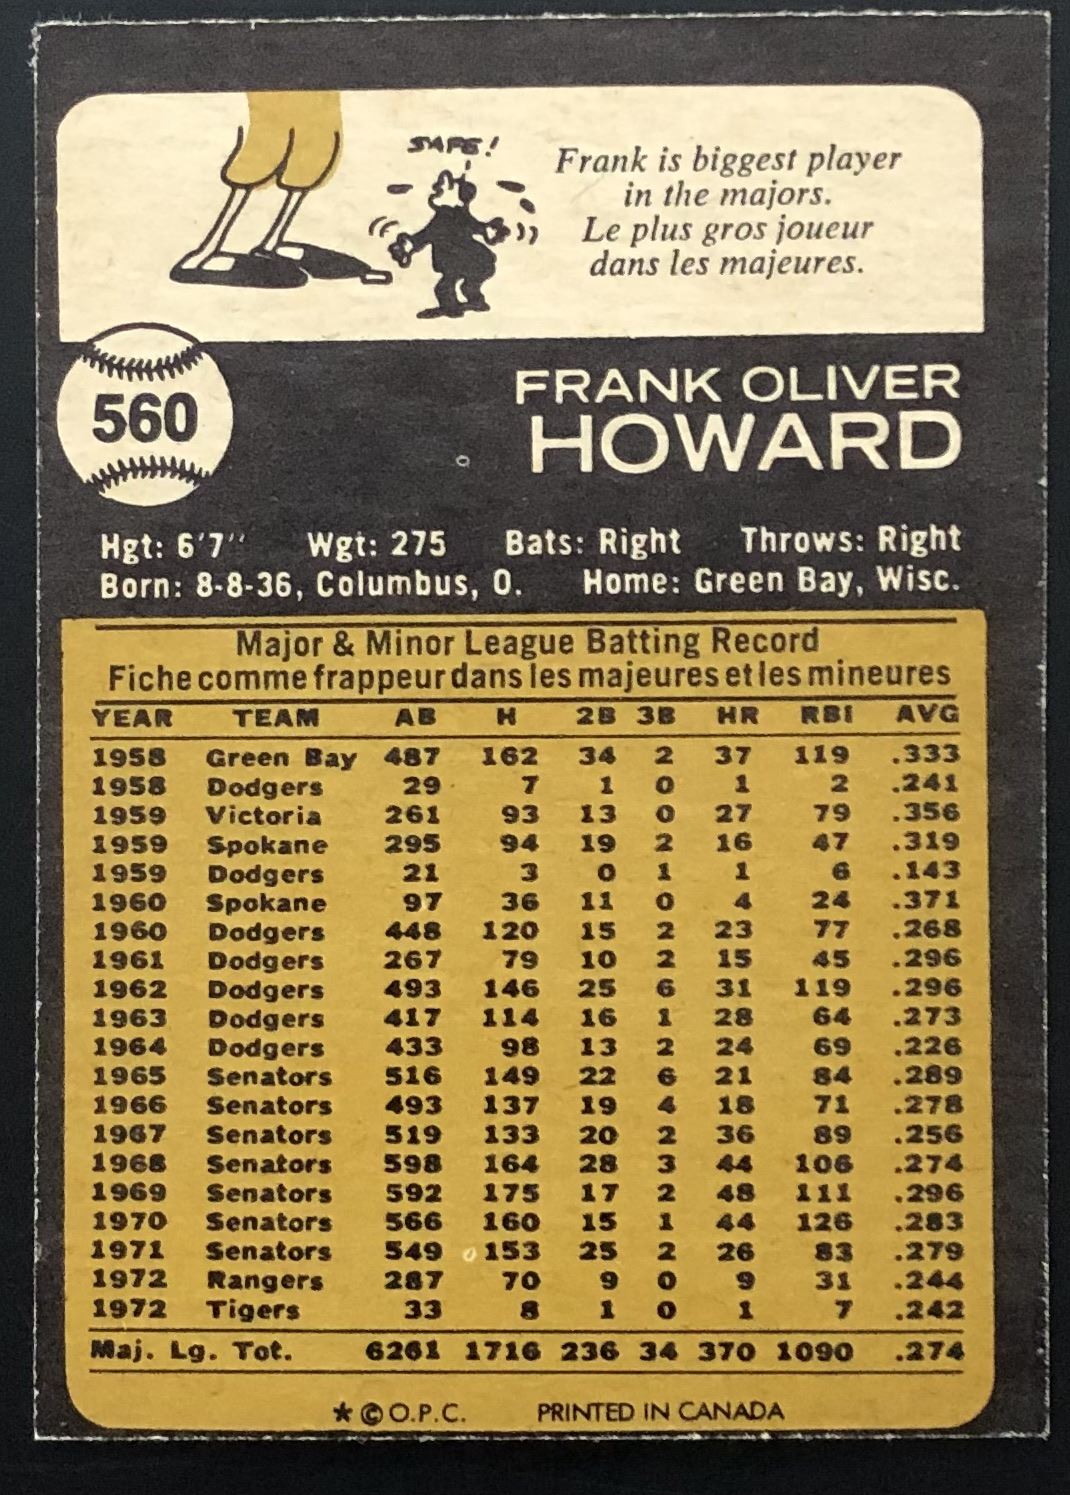 SAFE!
Frank is biggest player
in the majors.
Le plus gros joueur
dans les majeures.
560
FRANK OLIVER
HOWARD
Hgt: 6'7" Wgt: 275 Bats: Right Throws: Right
Born: 8-8-36, Columbus, O. Home: Green Bay, Wisc.
Major & Minor League Batting Record
Fiche comme frappeur dans les majeures et les mineures
YEAR TEAM AB H 2B 3B HR RBI AVG
1958 Green Bay 487 162 34 2 37 119 .333
1958 Dodgers 29 7 1 0 1 2 .241
1959 Victoria 261 93 13 0 27 79 .356
1959 Spokane 295 94 19 2 16 47 .319
1959 Dodgers 21 3 0 1 1 6 .143
1960 Spokane 97 36 11 0 4 24 .371
1960 Dodgers 448 120 15 2 23 77 .268
1961 Dodgers 267 79 10 2 15 45 .296
1962 Dodgers 493 146 25 6 31 119 .296
1963 Dodgers 417 114 16 1 28 64 .273
1964 Dodgers 433 98 13 2 24 69 .226
1965 Senators 516 149 22 6 21 84 .289
1966 Senators 493 137 19 4 18 71 .278
1967 Senators 519 133 20 2 36 89 .256
1968 Senators 598 164 28 3 44 106 .274
1969 Senators 592 175 17 2 48 111 .296
1970 Senators 566 160 15 1 44 126 .283
1971 Senators 549 153 25 2 26 83 .279
1972 Rangers 287 70 9 0 9 31 .244
1972 Tigers 33 8 1 0 1 7 .242
Maj. Lg. Tot. 6261 1716 236 34 370 1090 .274
★ © O.P.C. PRINTED IN CANADA